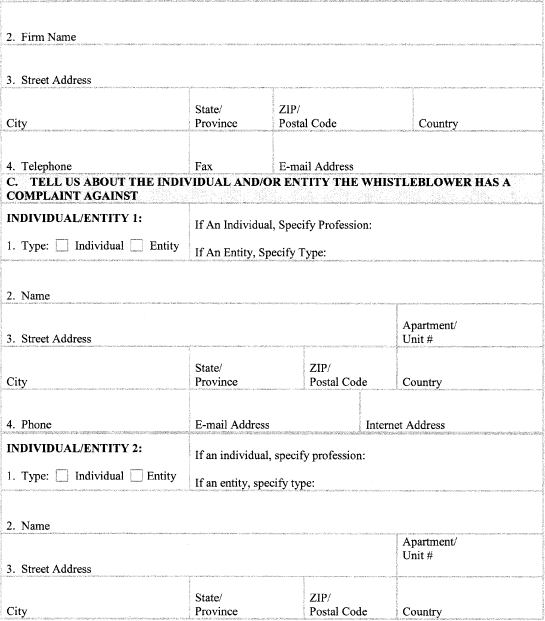 2. Firm Name
3. Street Address
State/ ZIP/
City Province Postal Code Country
4. Telephone Fax E-mail Address
C. TELL US ABOUT THE INDIVIDUAL AND/OR ENTITY THE WHISTLEBLOWER HAS A
COMPLAINT AGAINST
INDIVIDUAL/ENTITY 1:
If An Individual, Specify Profession:
1. Type: Individual Entity
If An Entity, Specify Type:
2. Name
Apartment/
3. Street Address Unit #
State/ ZIP/
City Province Postal Code Country
4. Phone E-mail Address Internet Address
INDIVIDUAL/ENTITY 2:
If an individual, specify profession:
1. Type: Individual Entity
If an entity, specify type:
2. Name
Apartment/
Unit #
3. Street Address
State/ ZIP/
City Province Postal Code Country